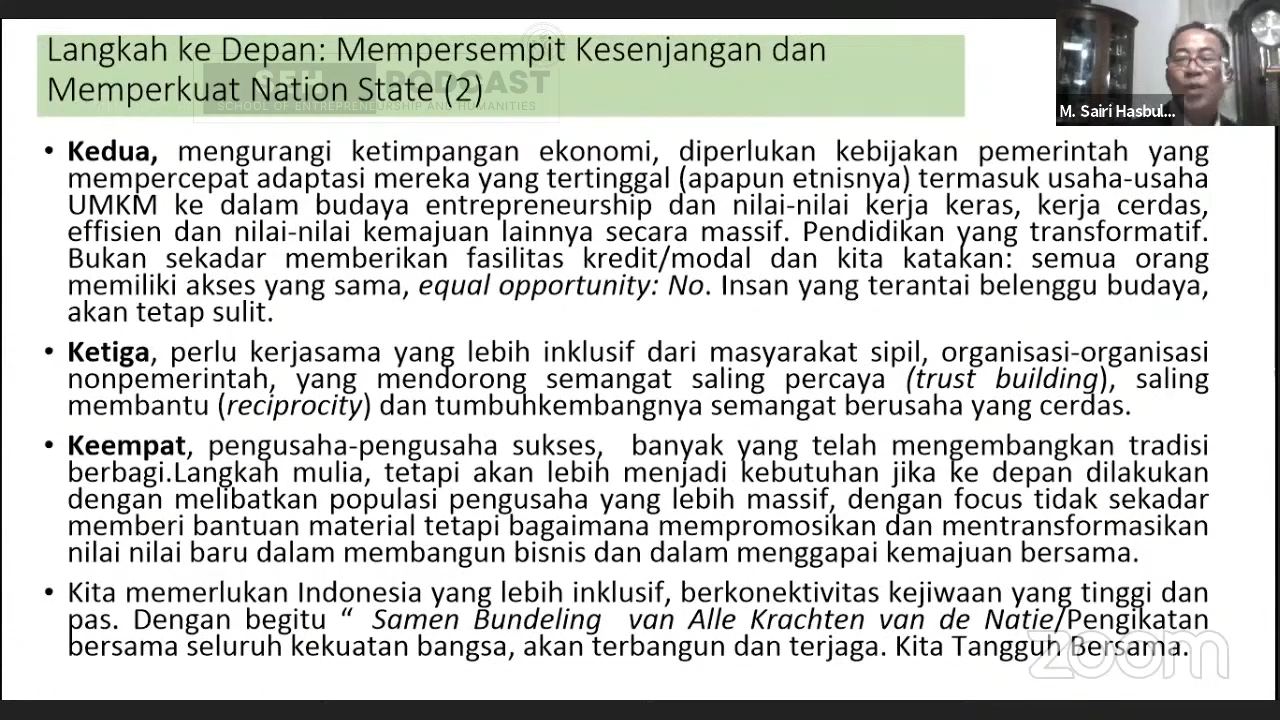 Langkah ke Depan: Mempersempit Kesenjangan dan
Memperkuat Nation State (2)
PODCAST
SCHOOL OF ENTREPRENEURSHIP AND HUMANITIES
M. Sairi Hasbul...
• Kedua, mengurangi ketimpangan ekonomi, diperlukan kebijakan pemerintah yang
mempercepat adaptasi mereka yang tertinggal (apapun etnisnya) termasuk usaha-usaha
UMKM ke dalam budaya entrepreneurship dan nilai-nilai kerja keras, kerja cerdas,
effisien dan nilai-nilai kemajuan lainnya secara massif. Pendidikan yang transformatif.
Bukan sekadar memberikan fasilitas kredit/modal dan kita katakan: semua orang
memiliki akses yang sama, equal opportunity: No. Insan yang terantai belenggu budaya,
akan tetap sulit.
• Ketiga, perlu kerjasama yang lebih inklusif dari masyarakat sipil, organisasi-organisasi
nonpemerintah, yang mendorong semangat saling percaya (trust building), saling
membantu (reciprocity) dan tumbuhkembangnya semangat berusaha yang cerdas.
• Keempat, pengusaha-pengusaha sukses, banyak yang telah mengembangkan tradisi
berbagi.Langkah mulia, tetapi akan lebih menjadi kebutuhan jika ke depan dilakukan
dengan melibatkan populasi pengusaha yang lebih massif, dengan focus tidak sekadar
memberi bantuan material tetapi bagaimana mempromosikan dan mentransformasikan
nilai nilai baru dalam membangun bisnis dan dalam menggapai kemajuan bersama.
• Kita memerlukan Indonesia yang lebih inklusif, berkonektivitas kejiwaan yang tinggi dan
pas. Dengan begitu “ Samen Bundeling van Alle Krachten van de Natie/Pengikatan
bersama seluruh kekuatan bangsa, akan terbangun dan terjaga. Kita Tangguh Bersama.
zoom